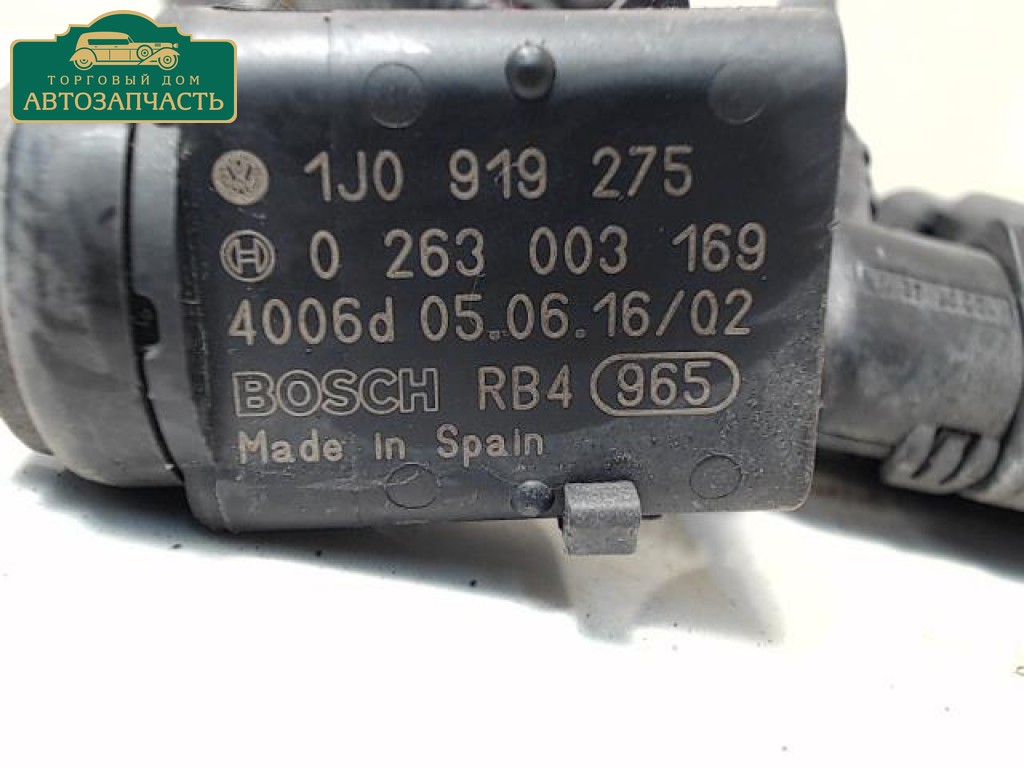 ТОРГОВЫЙ ДОМ
АВТОЗАПЧАСТЬ
1J0 919 275
H 0 263 003 169
4006d 05.06.16/02
BOSCH RB4 965
Made in Spain